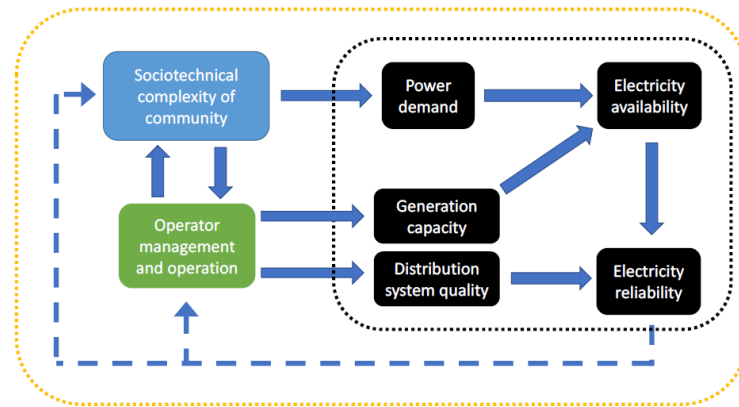 Sociotechnical
complexity of
community
Power
demand
Electricity
availability
Operator
management
and operation
Generation
capacity
Distribution
system quality
Electricity
reliability